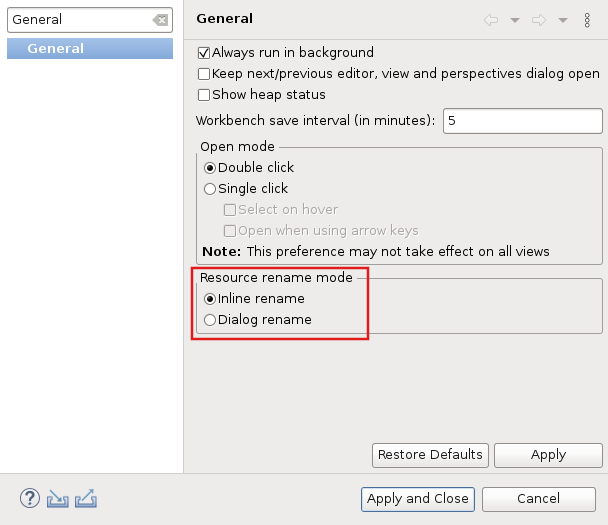 General
General
General
Always run in background
Keep next/previous editor, view and perspectives dialog open
Show heap status
Workbench save interval (in minutes): 5
Open mode
Double click
Single click
Select on hover
Open when using arrow keys
Note: This preference may not take effect on all views
Resource rename mode
Inline rename
Dialog rename
Restore Defaults Apply
? Apply and Close Cancel